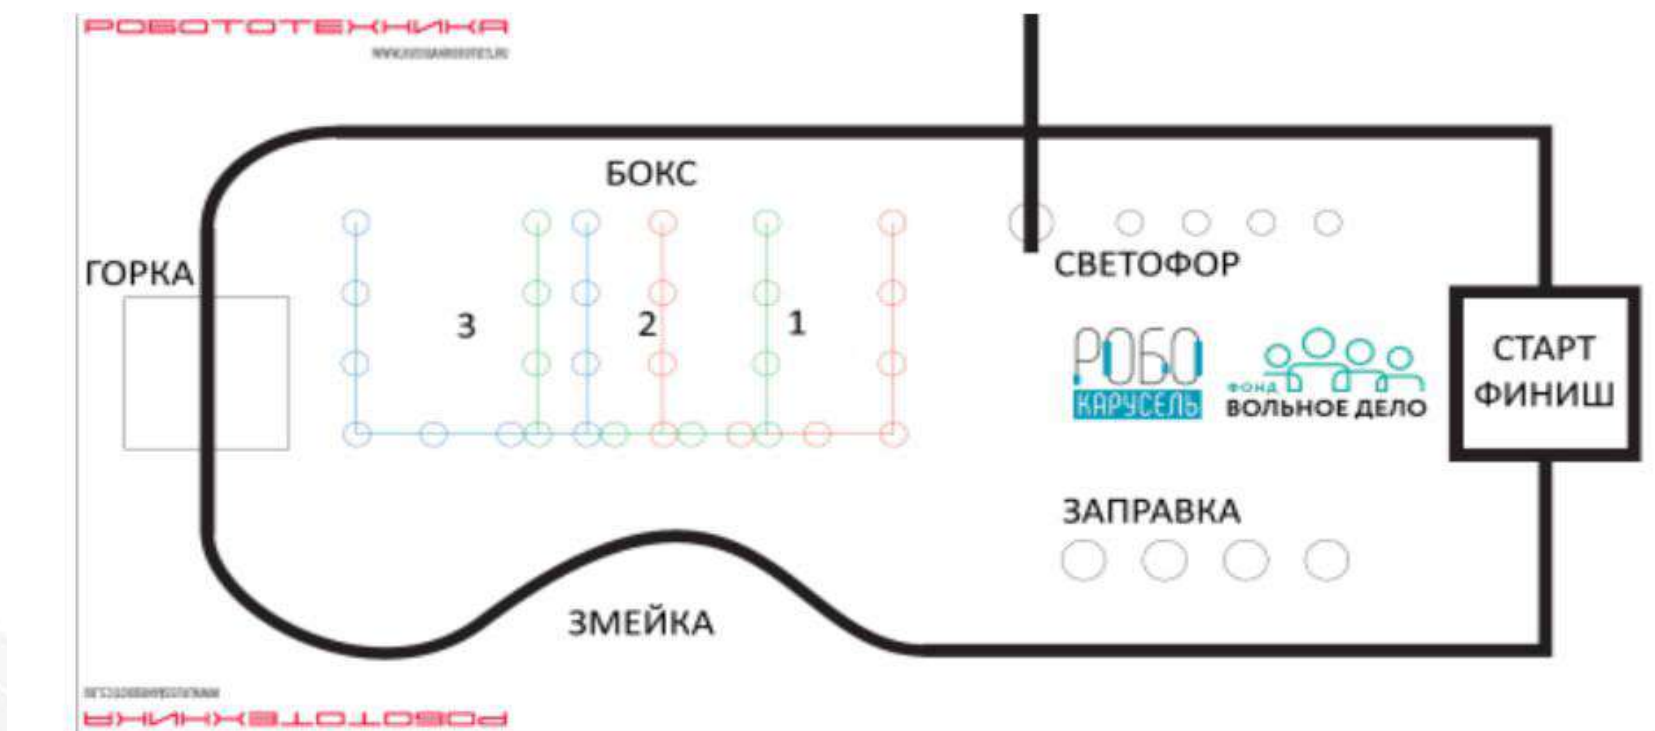 РОБОТОТЕХНИКА
БОКС
ГОРКА
СВЕТОФОР
3
2
1
РОБО
КАРУСЕЛЬ
ФОНД
ВОЛЬНОЕ ДЕЛО
СТАРТ
ФИНИШ
ЗАПРАВКА
ЗМЕЙКА
РОБОТОТЕХНИКА